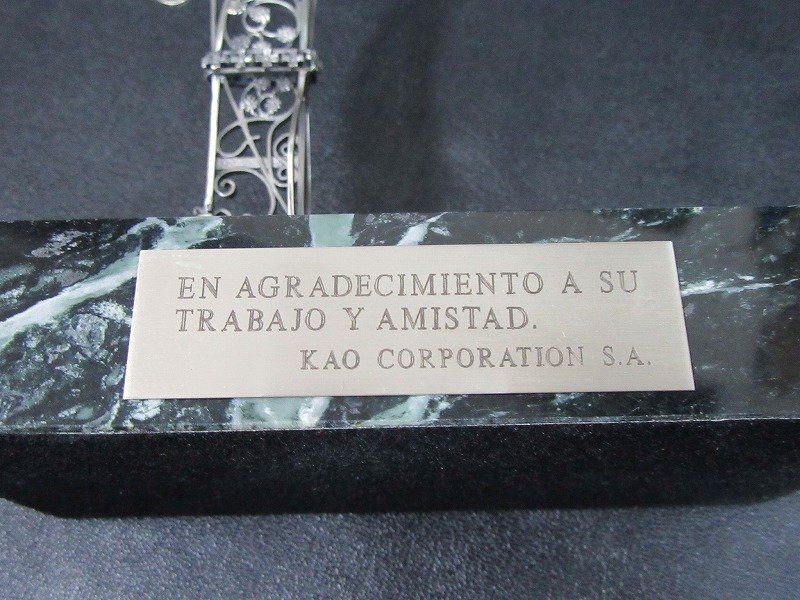 EN AGRADECIMIENTO A SU
TRABAJO Y AMISTAD.
KAO CORPORATION S.A.